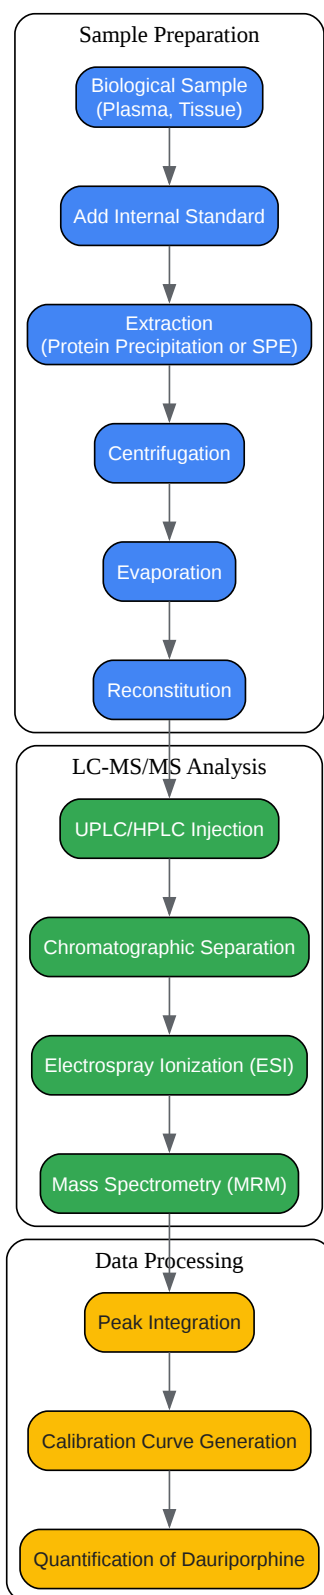 Sample Preparation
Biological Sample
(Plasma, Tissue)
Add Internal Standard
Extraction
(Protein Precipitation or SPE)
Centrifugation
Evaporation
Reconstitution
LC-MS/MS Analysis
UPLC/HPLC Injection
Chromatographic Separation
Electrospray Ionization (ESI)
Mass Spectrometry (MRM)
Data Processing
Peak Integration
Calibration Curve Generation
Quantification of Dauriporphine